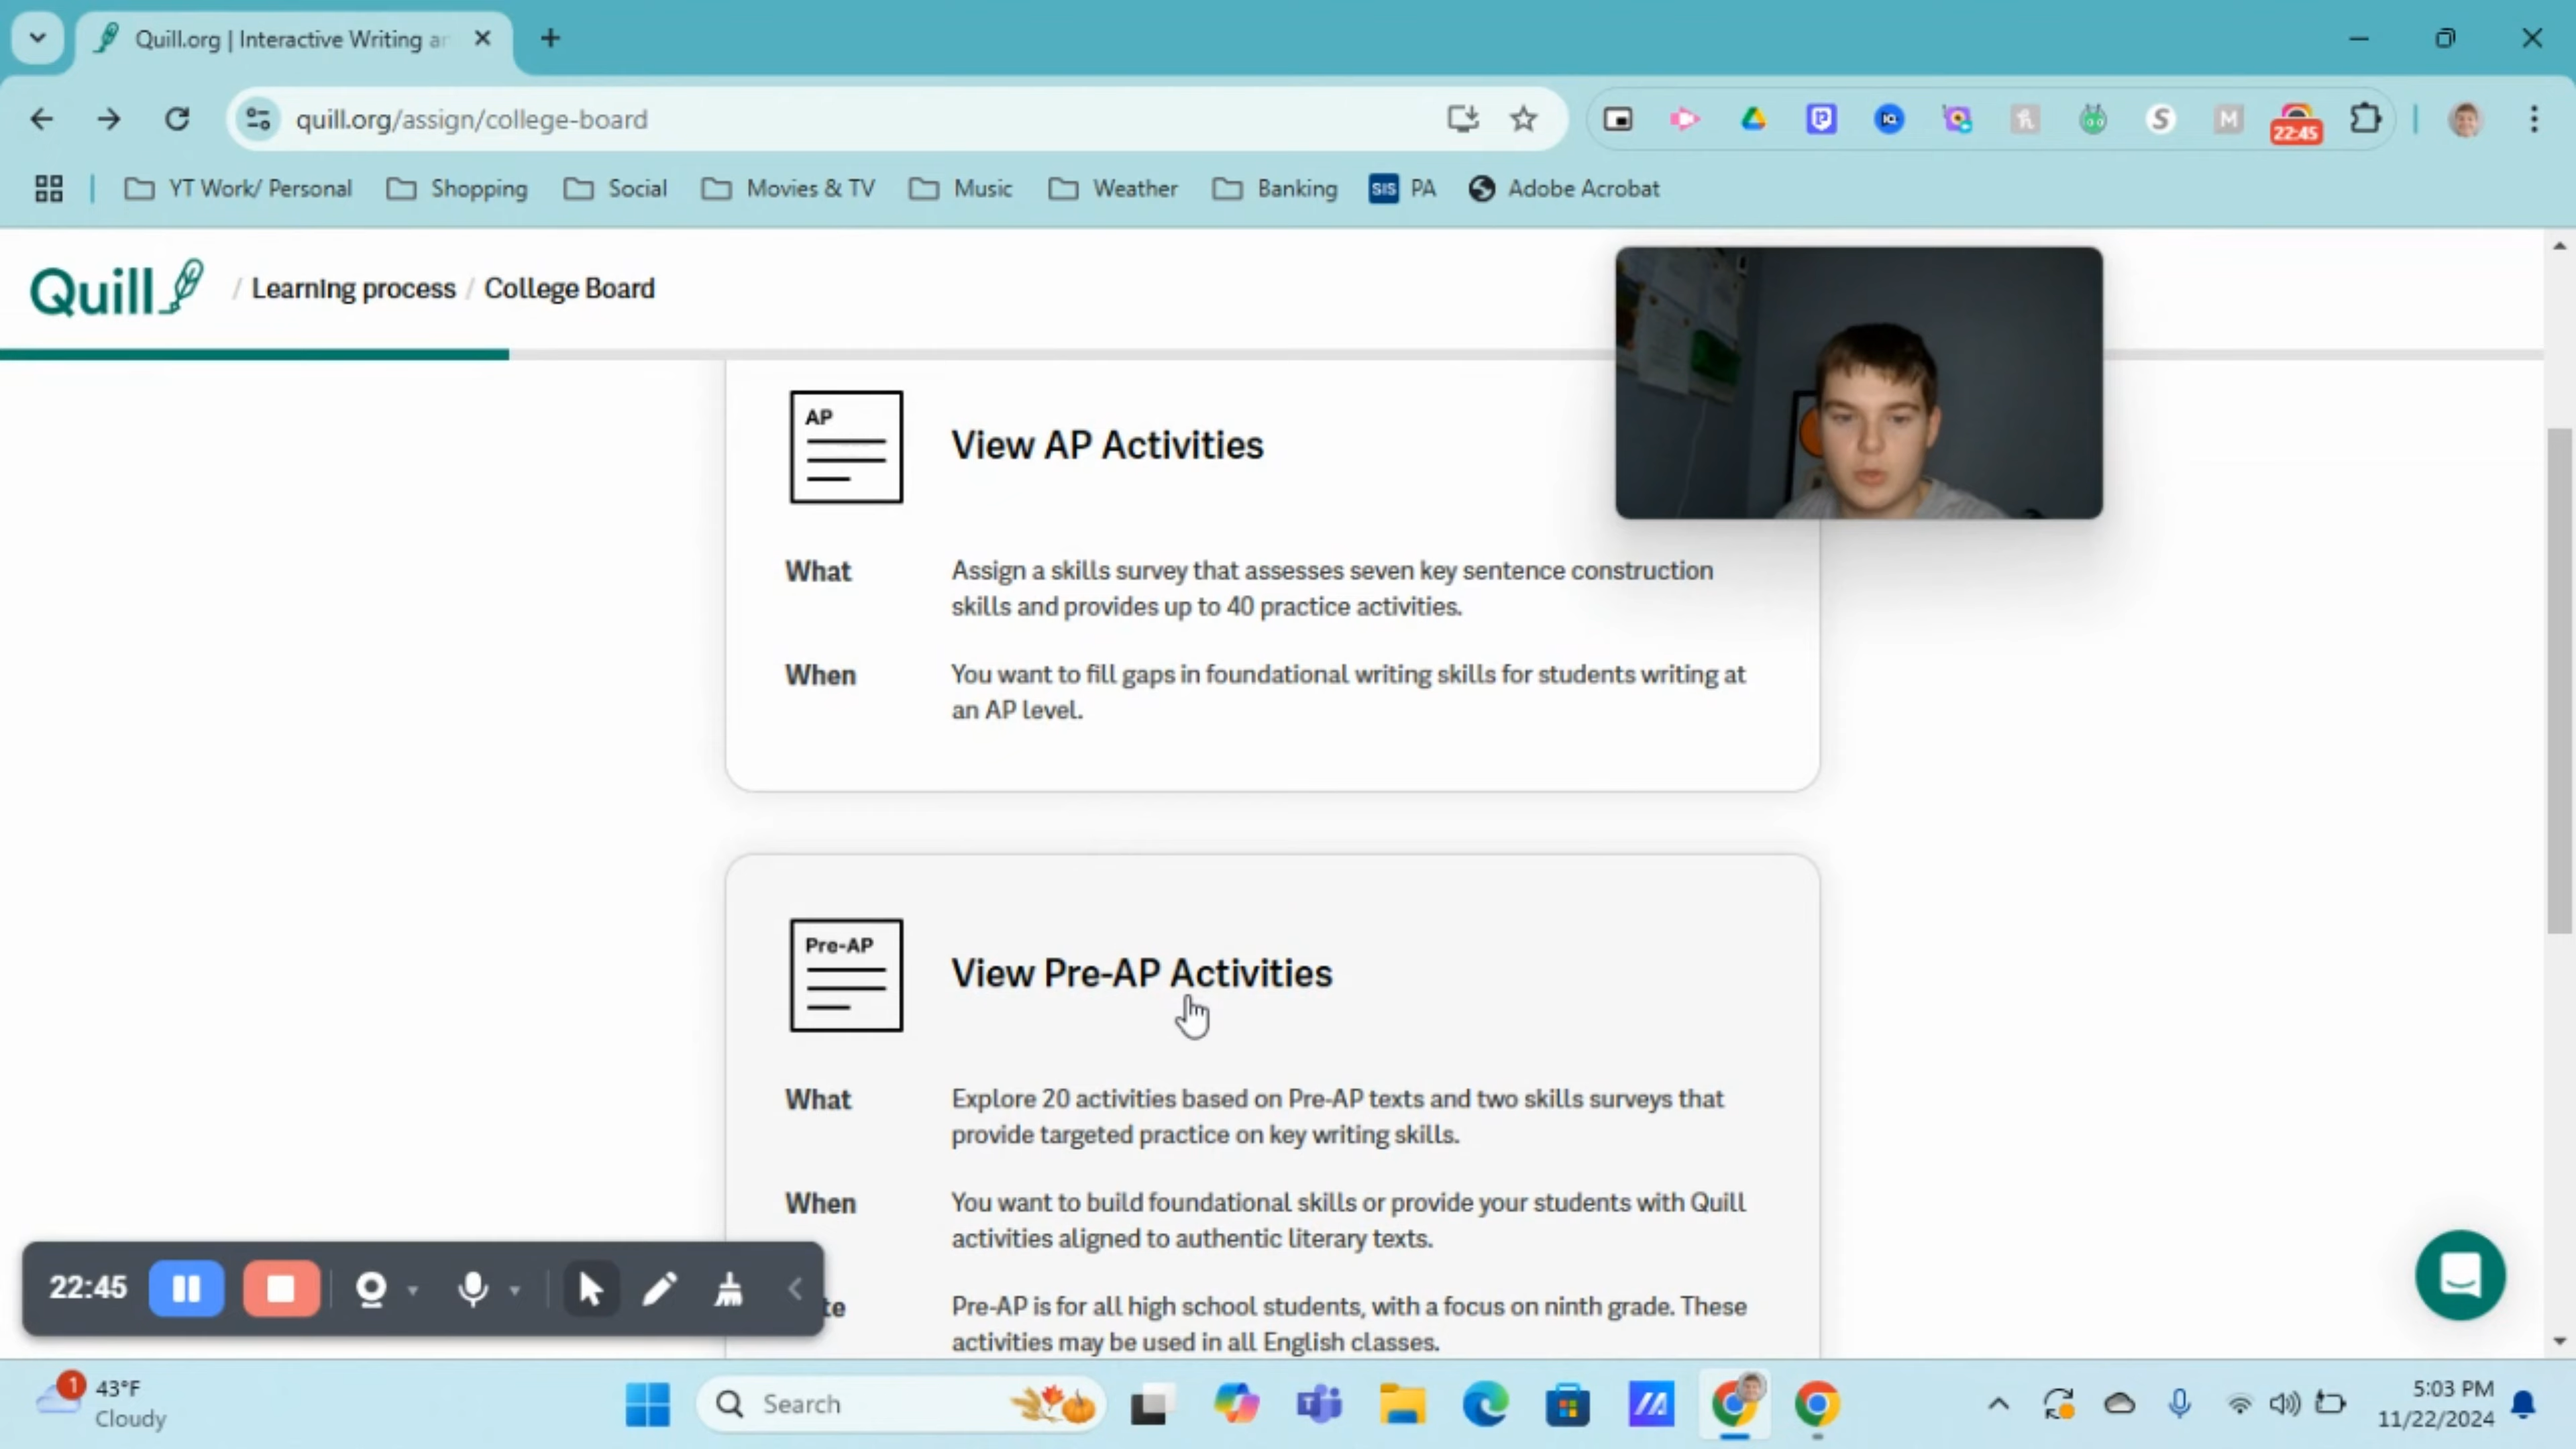 Quill.org | Interactive Writing ar
quill.org/assign/college-board
22:45
YT Work/ Personal
Shopping
Social
Movies & TV
Music
Weather
Banking
SIS PA
Adobe Acrobat
Quill / Learning process / College Board
AP
View AP Activities
What
Assign a skills survey that assesses seven key sentence construction
skills and provides up to 40 practice activities.
When
You want to fill gaps in foundational writing skills for students writing at
an AP level.
Pre-AP
View Pre-AP Activities
What
Explore 20 activities based on Pre-AP texts and two skills surveys that
provide targeted practice on key writing skills.
When
You want to build foundational skills or provide your students with Quill
activities aligned to authentic literary texts.
te
Pre-AP is for all high school students, with a focus on ninth grade. These
activities may be used in all English classes.
22:45
1
43°F
Cloudy
Search
5:03 PM
11/22/2024